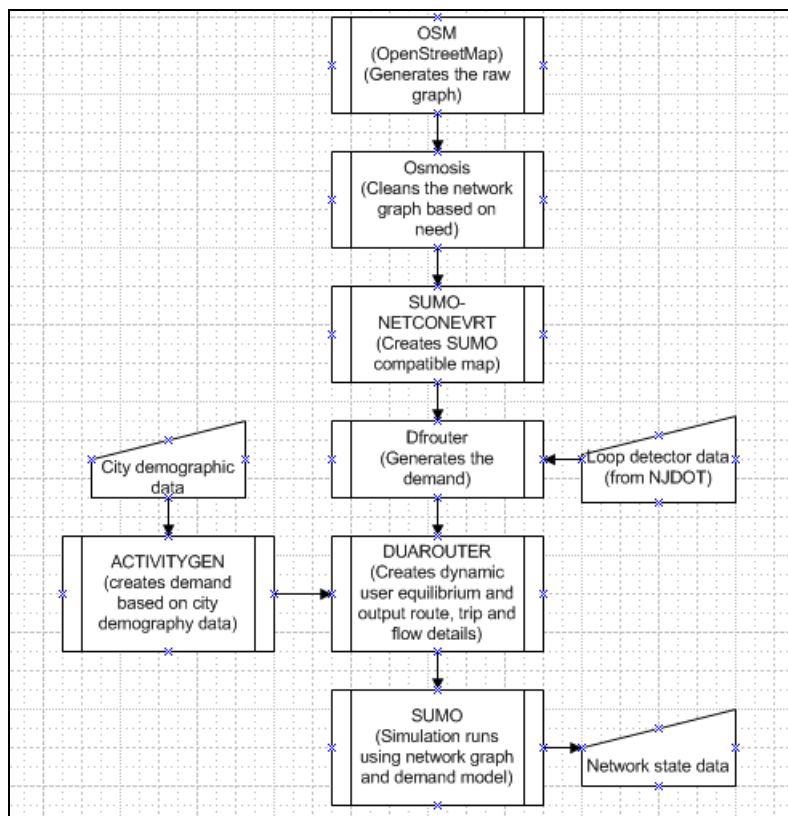 OSM
(OpenStreetMap)
(Generates the raw
graph)
Osmosis
(Cleans the network
graph based on
need)
SUMO-
NETCONEVRT
(Creates SUMO
compatible map)
City demographic
data
Dfrouter
(Generates the
demand)
Loop detector data
(from NJDOT)
ACTIVITYGEN
(creates demand
based on city
demography data)
DUAROUTER
(Creates dynamic
user equilibrium and
output route, trip and
flow details)
SUMO
(Simulation runs
using network graph
and demand model)
Network state data